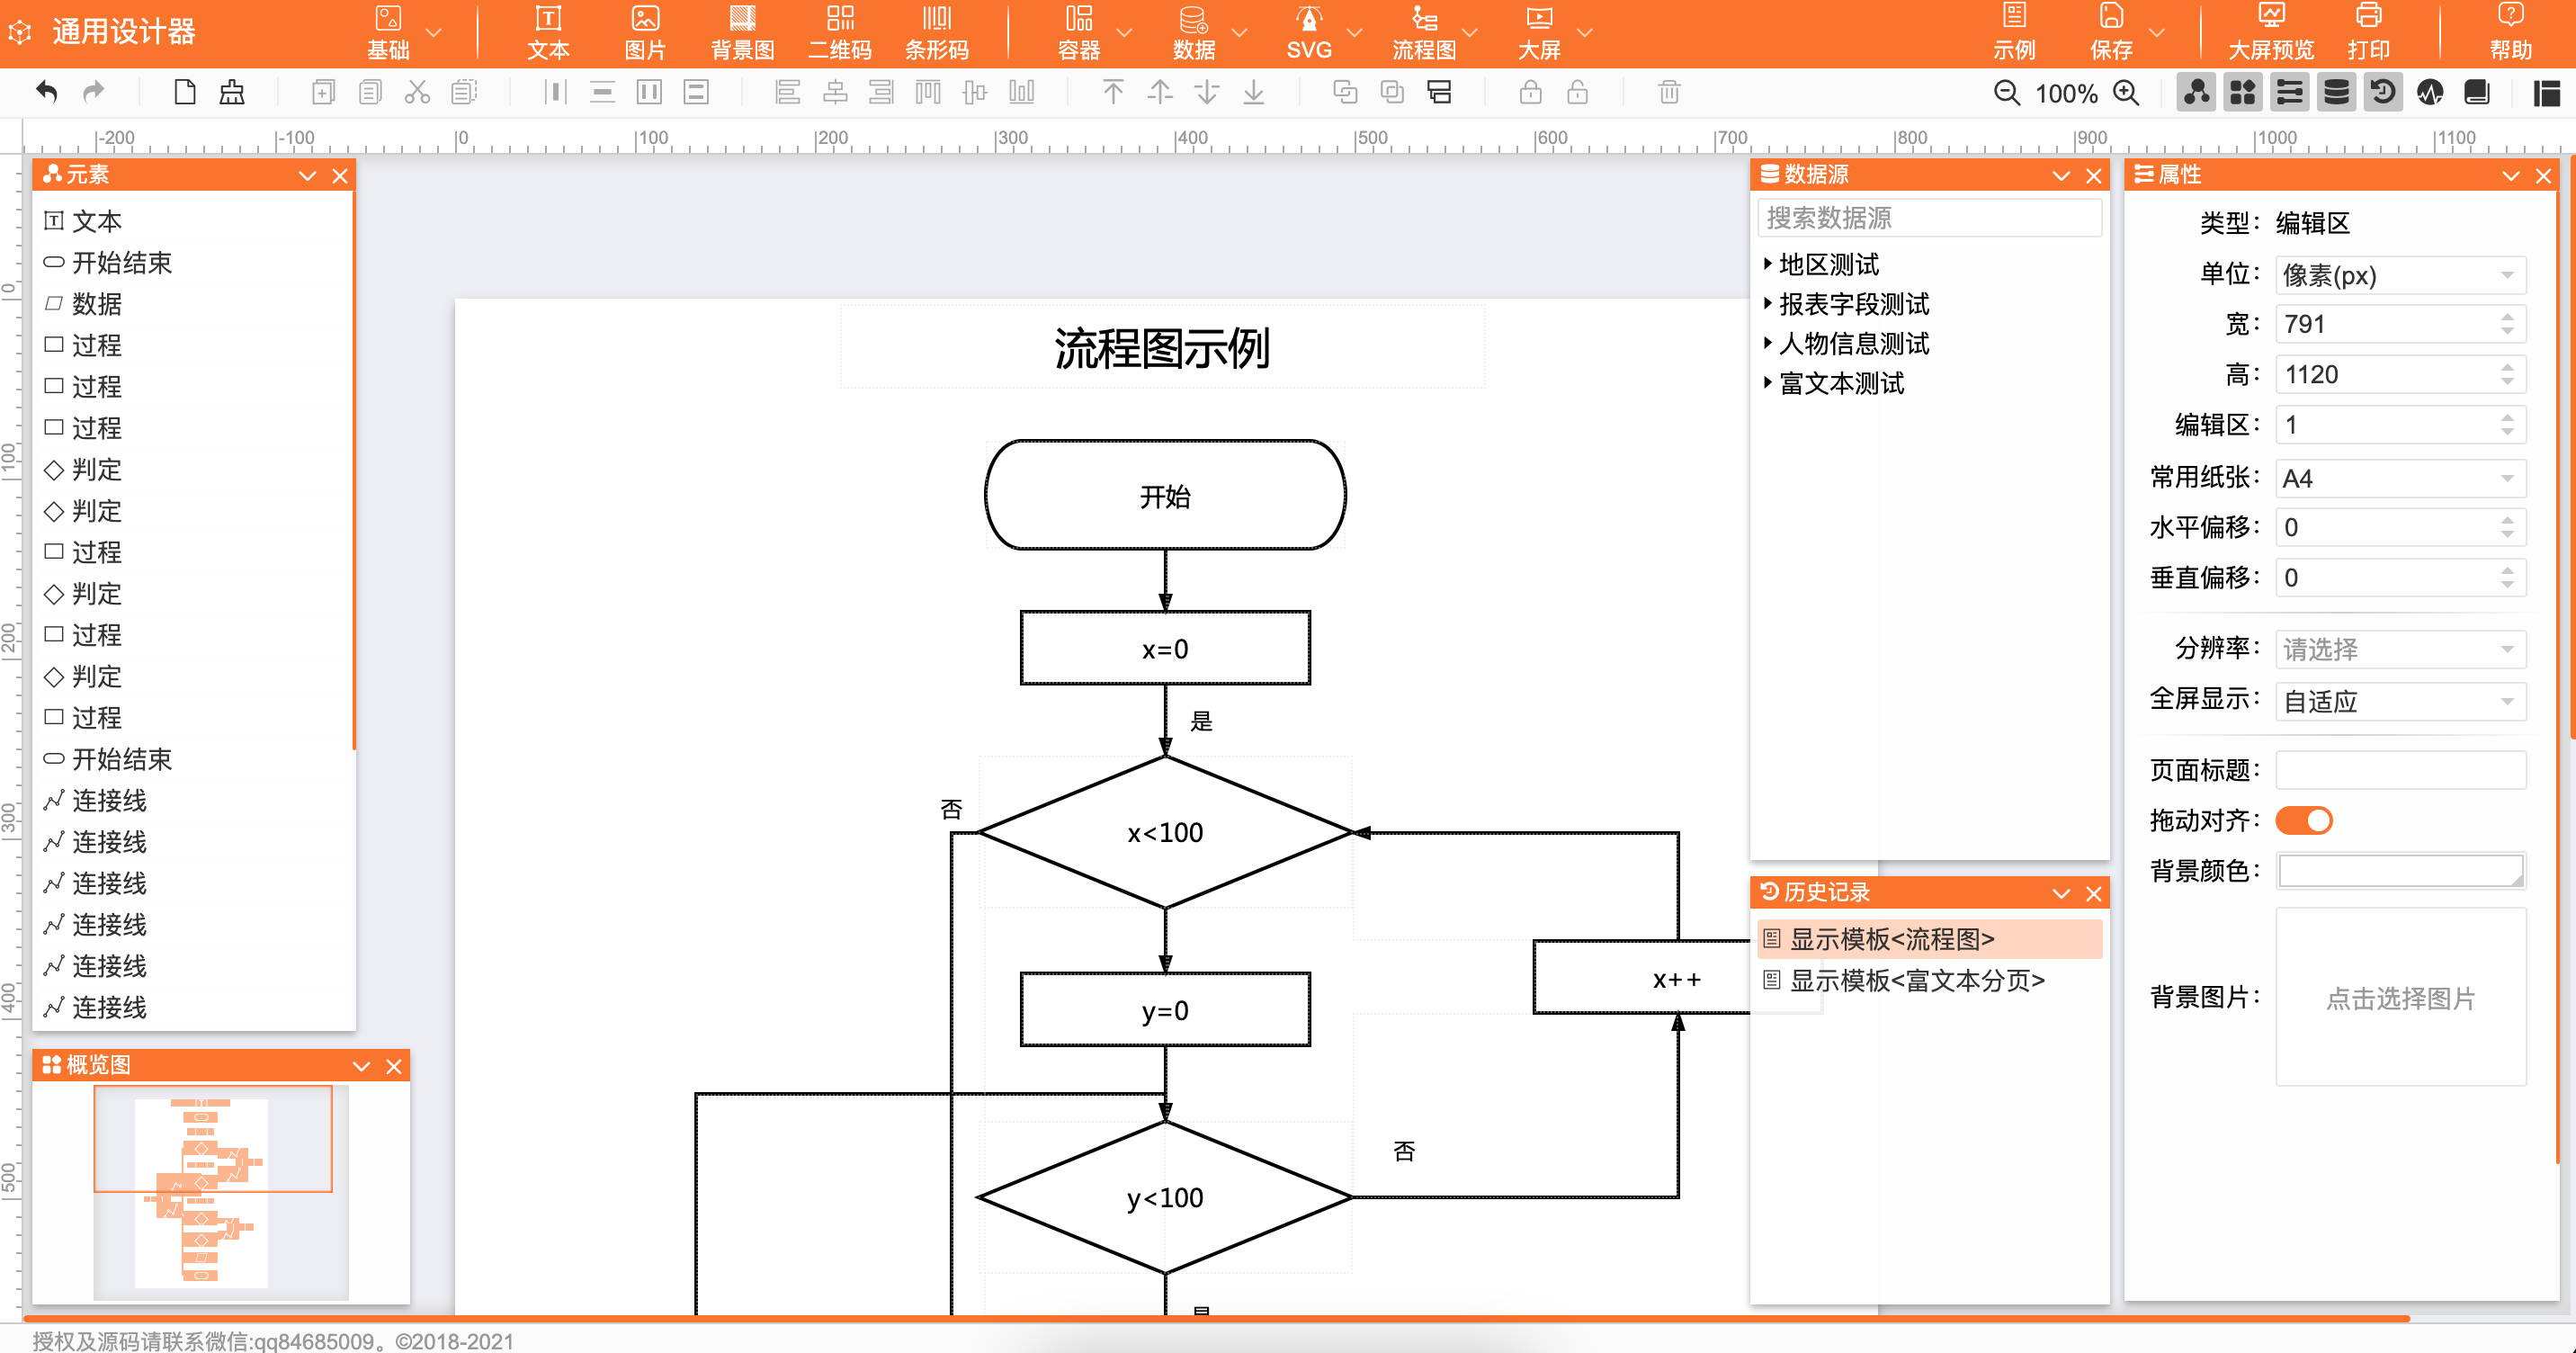 通用设计器
基础 文本 图片 背景图 二维码 条形码 容器 数据 SVG 流程图 大屏 示例 保存 大屏预览 打印 帮助
100%
-200 -100 0 100 200 300 400 500 600 700 800 900 1000 1100
0
100
200
300
400
500
元素
文本
开始结束
数据
过程
过程
过程
判定
判定
过程
判定
过程
判定
过程
开始结束
连接线
连接线
连接线
连接线
连接线
连接线
概览图
流程图示例
开始
x=0
是
否
x<100
x++
y=0
否
y<100
是
数据源
搜索数据源
地区测试
报表字段测试
人物信息测试
富文本测试
历史记录
显示模板<流程图>
显示模板<富文本分页>
属性
类型: 编辑区
单位: 像素(px)
宽: 791
高: 1120
编辑区: 1
常用纸张: A4
水平偏移: 0
垂直偏移: 0
分辨率: 请选择
全屏显示: 自适应
页面标题:
拖动对齐:
背景颜色:
背景图片: 点击选择图片
授权及源码请联系微信:qq84685009。©2018-2021